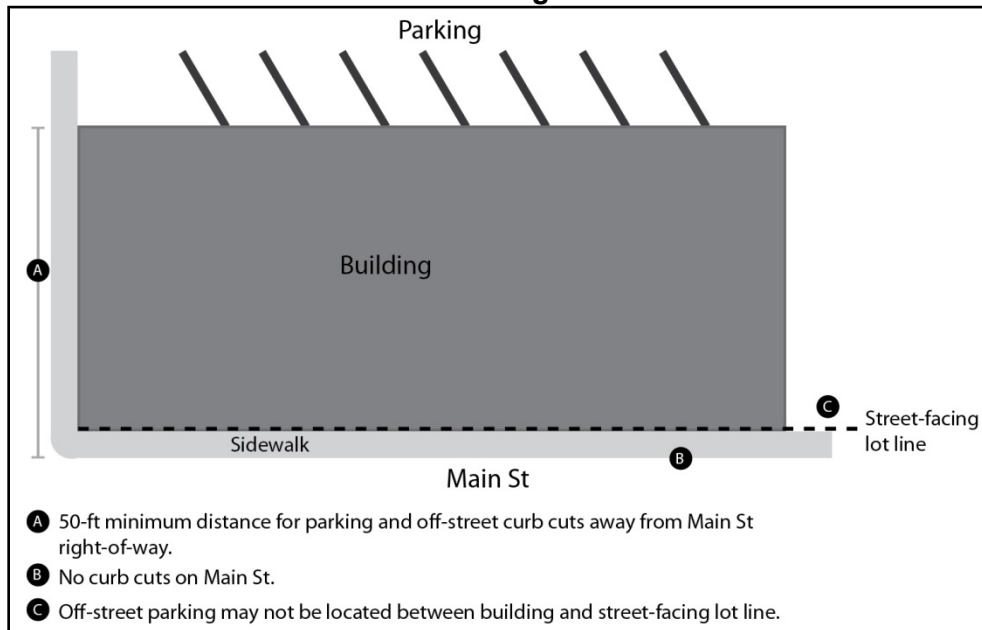 Parking
Building
A
C
Street-facing
lot line
Sidewalk
B
Main St
A 50-ft minimum distance for parking and off-street curb cuts away from Main St
right-of-way.
B No curb cuts on Main St.
C Off-street parking may not be located between building and street-facing lot line.